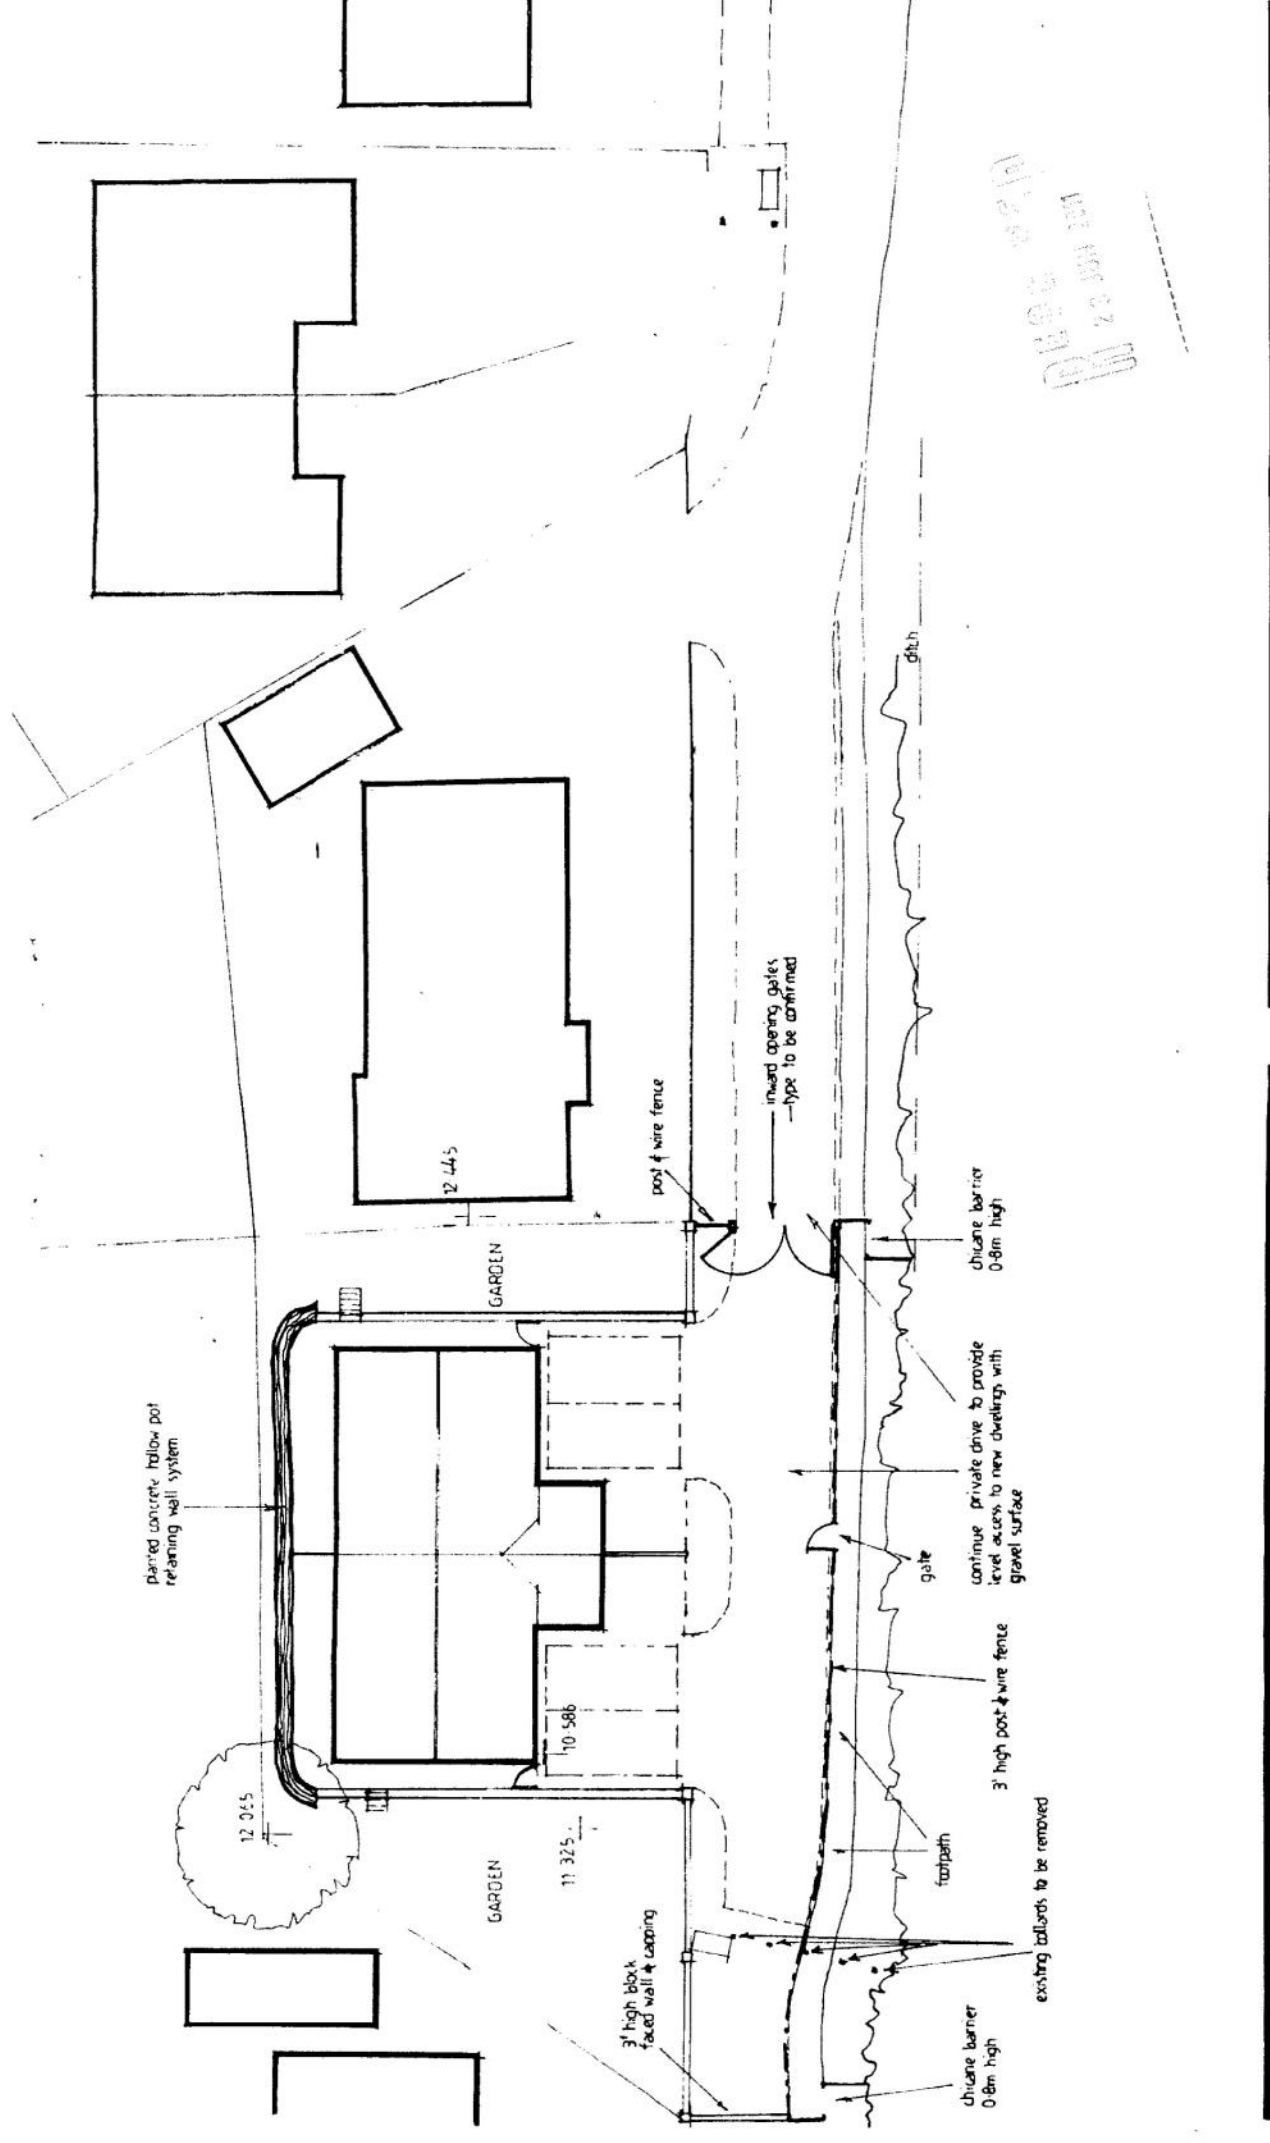 planted concrete hollow pot
retaining wall system
12 065
GARDEN
11 325
10 586
GARDEN
12 445
post & wire fence
inward opening gates
—type to be confirmed
3' high block
faced wall & capping
chicane barrier
0·8m high
existing bollards to be removed
footpath
3' high post & wire fence
gate
continue private drive to provide
level access to new dwellings with
gravel surface
chicane barrier
0·8m high
ditch